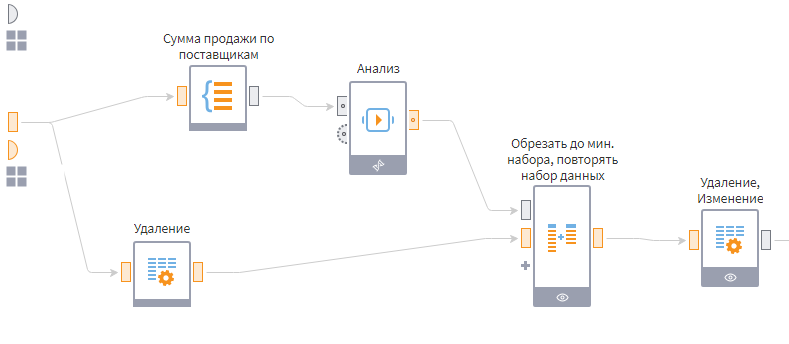 Сумма продажи по
поставщикам
Анализ
Обрезать до мин.
набора, повторять
набор данных
Удаление,
Изменение
Удаление